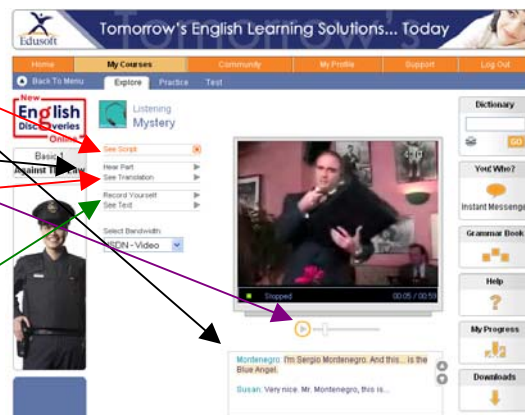 Edusoft
Tomorrow's English Learning Solutions... Today
Home
My Courses
Community
My Profile
Support
Log Out
Back To Menu
Explore
Practice
Test
New
English
Discoveries
Online
Basic 1
Against The Law
Listening
Mystery
See Script
Hear Part
See Translation
Record Yourself
See Text
Select Bandwidth
ISDN - Video
Stopped
00:05 / 00:59
Montenegro: I'm Sergio Montenegro. And this... is the
Blue Angel.
Susan: Very nice. Mr. Montenegro, this is...
Dictionary
GO
Instant Messenger
Grammar Book
Help
?
My Progress
Downloads